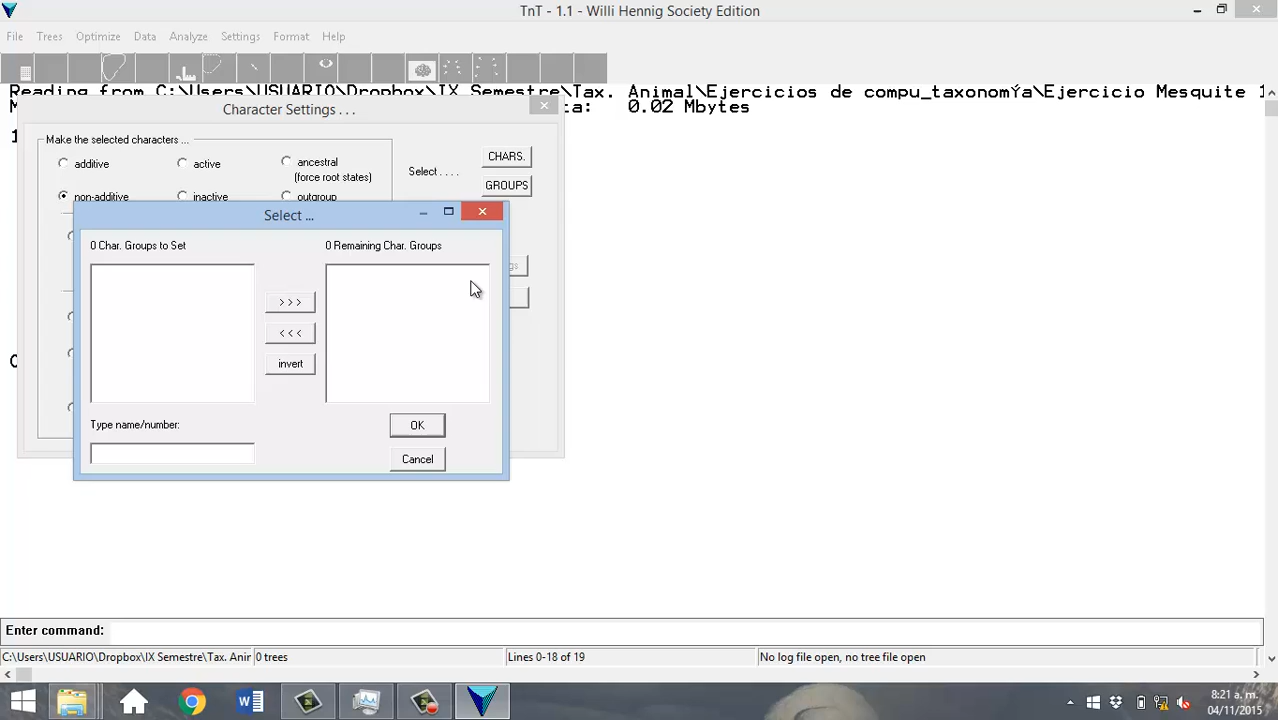 TnT - 1.1 - Willi Hennig Society Edition
File Trees Optimize Data Analyze Settings Format Help
Reading from C:\Users\USUARIO\Dropbox\IX Semestre\Tax. Animal\Ejercicios de compu_taxonomÝa\Ejercicio Mesquite 1
Character Settings . . .
0.02 Mbytes
Make the selected characters ...
additive
active
ancestral
(force root states)
Select . . . .
CHARS.
GROUPS
non-additive
inactive
outgroup
Select ...
0 Char. Groups to Set
0 Remaining Char. Groups
> > >
< < <
invert
Type name/number:
OK
Cancel
Enter command:
C:\Users\USUARIO\Dropbox\IX Semestre\Tax. Anir
0 trees
Lines 0-18 of 19
No log file open, no tree file open
8:21 a. m.
04/11/2015